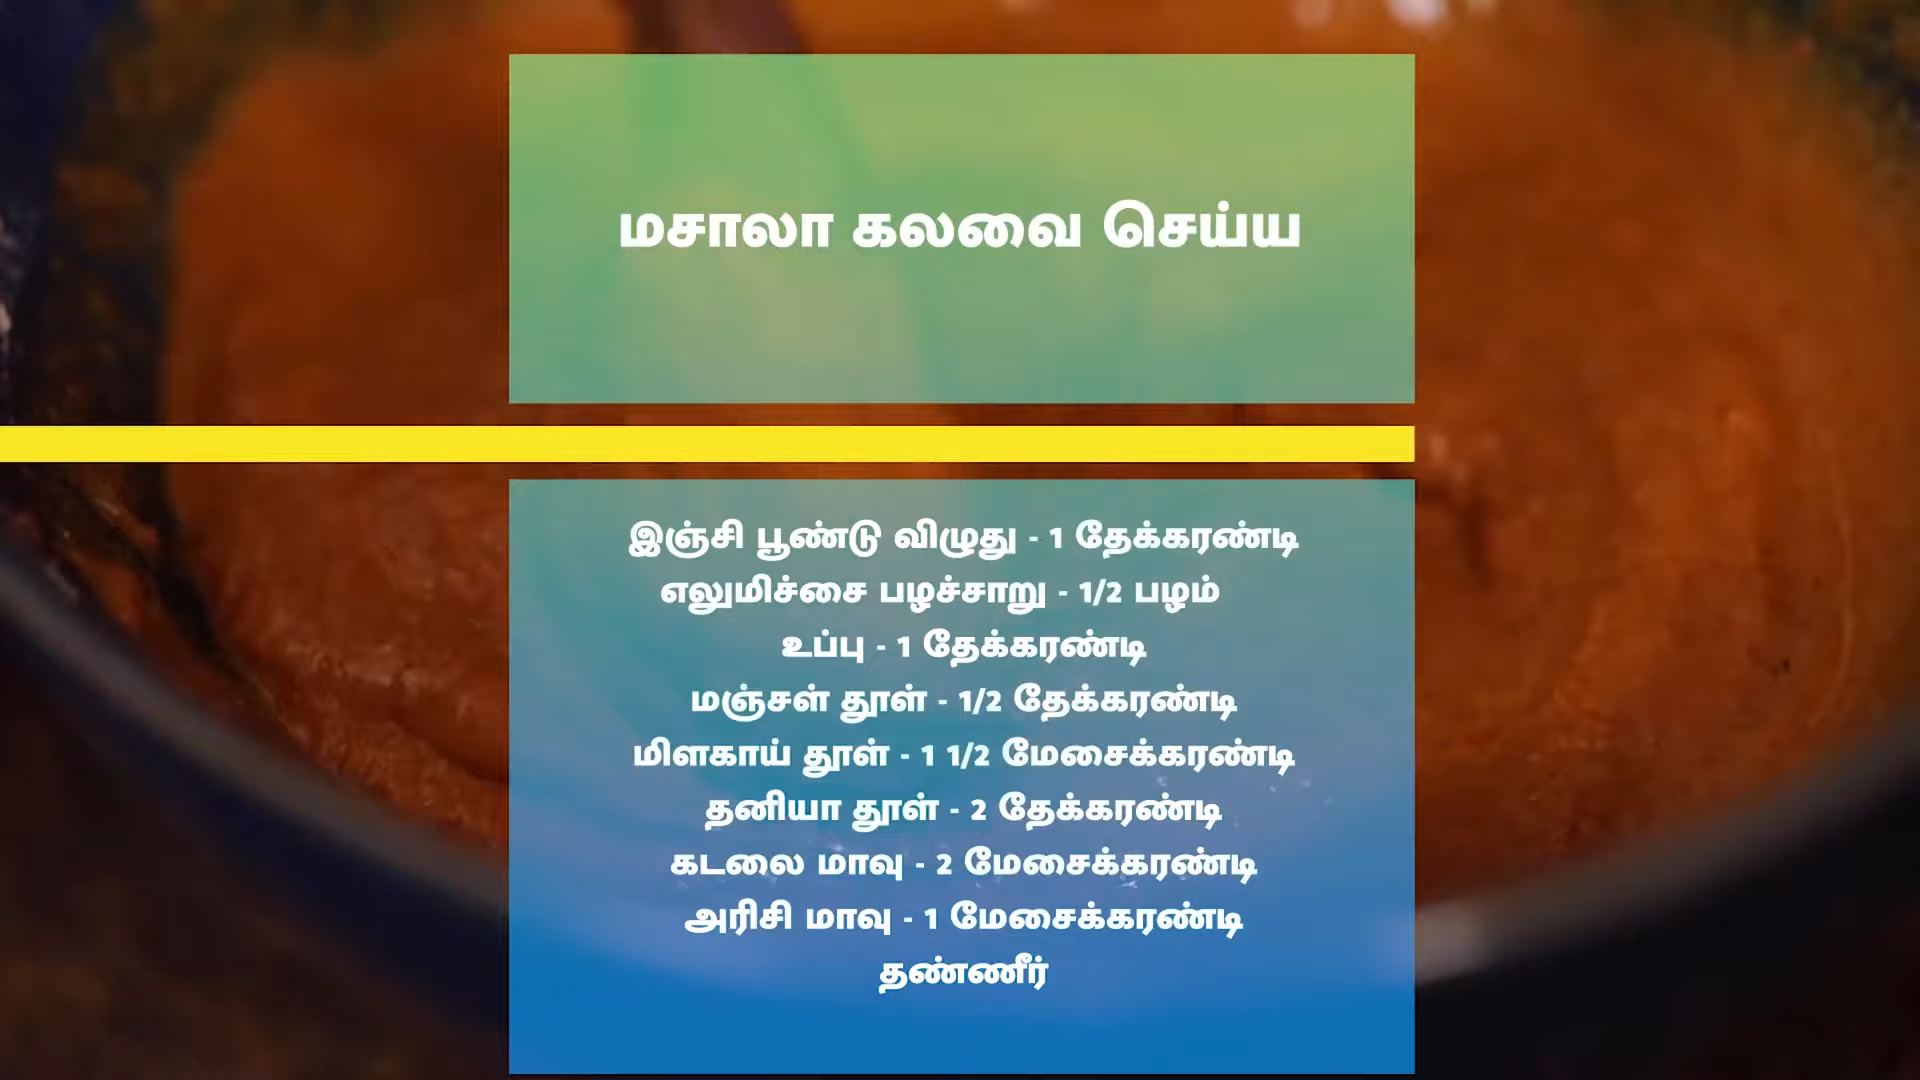 மசாலா கலவை செய்ய
இஞ்சி பூண்டு விழுது - 1 தேக்கரண்டி
எலுமிச்சை பழச்சாறு - 1/2 பழம்
உப்பு - 1 தேக்கரண்டி
மஞ்சள் தூள் - 1/2 தேக்கரண்டி
மிளகாய் தூள் - 1 1/2 மேசைக்கரண்டி
தனியா தூள் - 2 தேக்கரண்டி
கடலை மாவு - 2 மேசைக்கரண்டி
அரிசி மாவு - 1 மேசைக்கரண்டி
தண்ணீர்